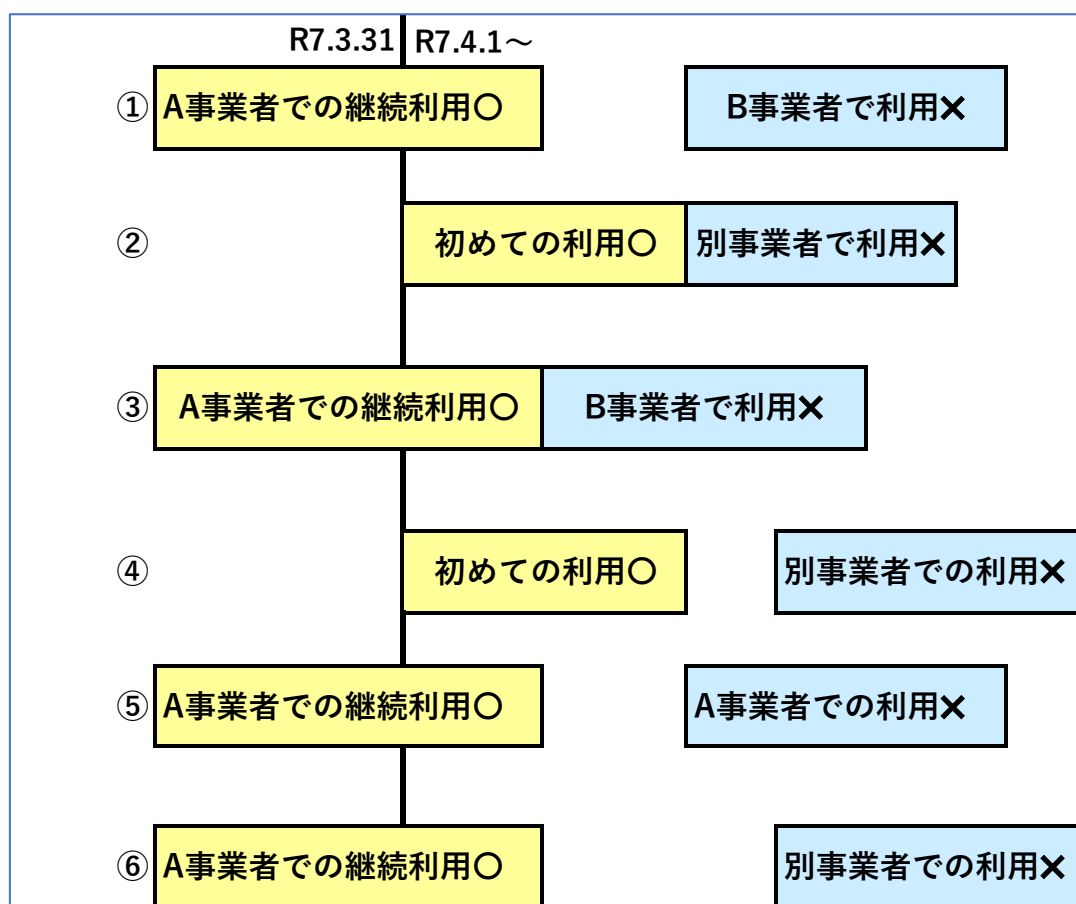 R7.3.31 R7.4.1～
① A事業者での継続利用〇 B事業者で利用✕
② 初めての利用〇 別事業者で利用✕
③ A事業者での継続利用〇 B事業者で利用✕
④ 初めての利用〇 別事業者での利用✕
⑤ A事業者での継続利用〇 A事業者での利用✕
⑥ A事業者での継続利用〇 別事業者での利用✕